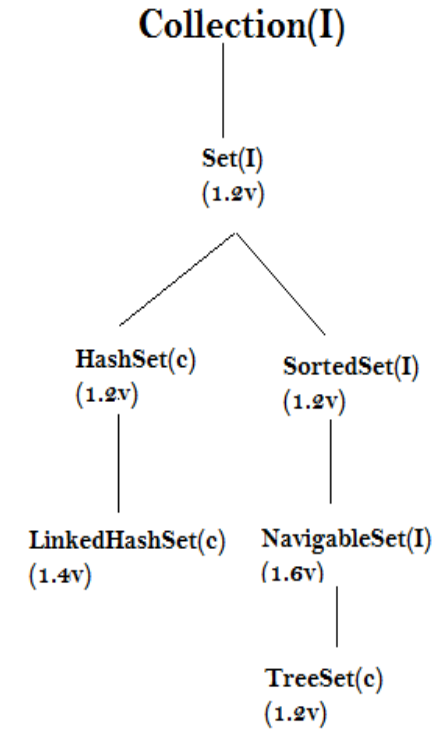 Collection(I)
Set(I)
(1.2v)
HashSet(c)
(1.2v)
SortedSet(I)
(1.2v)
LinkedHashSet(c)
(1.4v)
NavigableSet(I)
(1.6v)
TreeSet(c)
(1.2v)